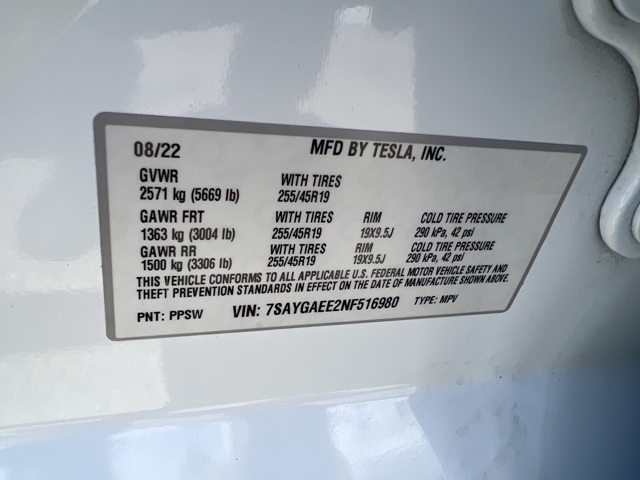 08/22 MFD BY TESLA, INC.
GVWR WITH TIRES
2571 kg (5669 lb) 255/45R19
GAWR FRT WITH TIRES RIM COLD TIRE PRESSURE
1363 kg (3004 lb) 255/45R19 19X9.5J 290 kPa, 42 psi
GAWR RR WITH TIRES RIM COLD TIRE PRESSURE
1500 kg (3306 lb) 255/45R19 19X9.5J 290 kPa, 42 psi
THIS VEHICLE CONFORMS TO ALL APPLICABLE U.S. FEDERAL MOTOR VEHICLE SAFETY AND
THEFT PREVENTION STANDARDS IN EFFECT ON THE DATE OF MANUFACTURE SHOWN ABOVE.
PNT: PPSW VIN: 7SAYGAEE2NF516980 TYPE: MPV